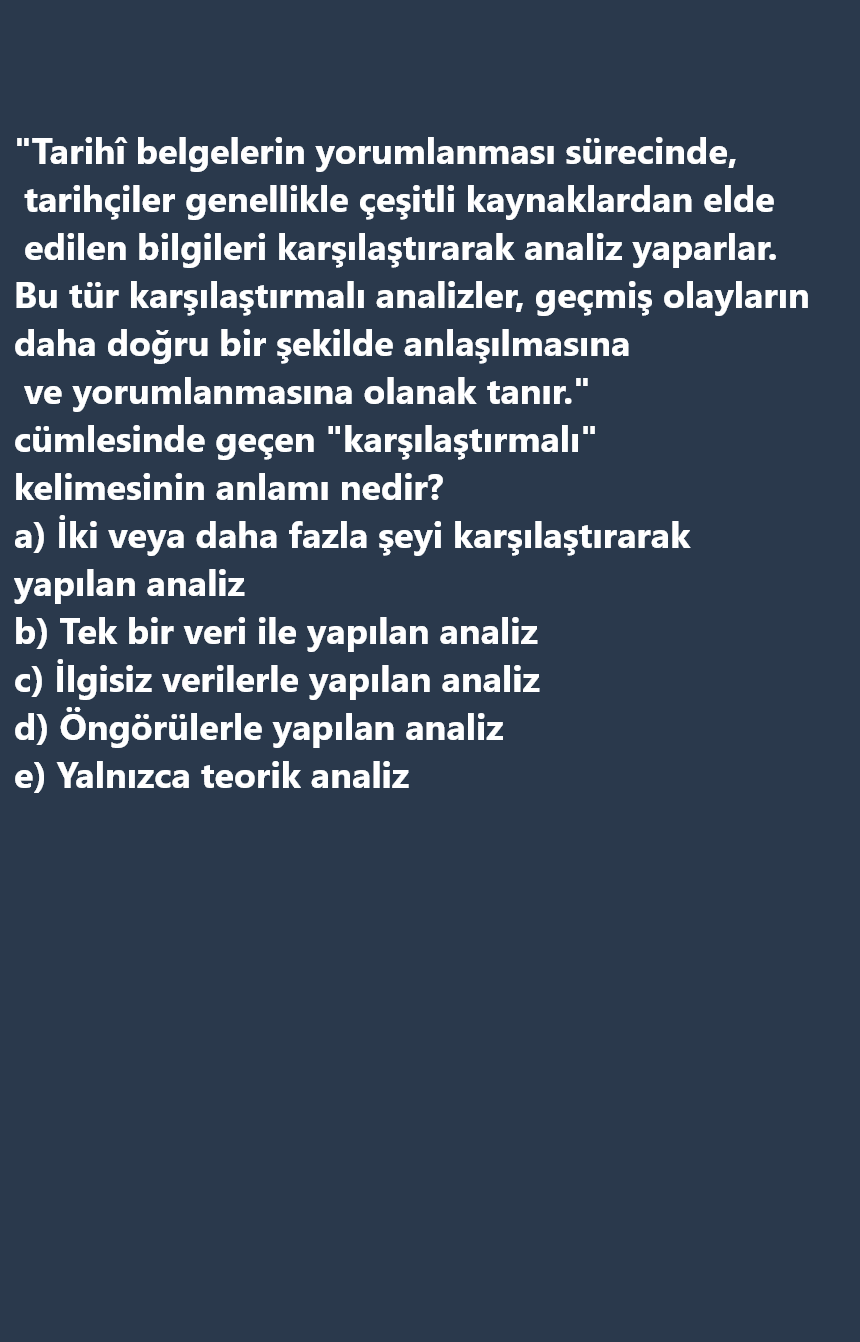 "Tarihî belgelerin yorumlanması sürecinde,
tarihçiler genellikle çeşitli kaynaklardan elde
edilen bilgileri karşılaştırarak analiz yaparlar.
Bu tür karşılaştırmalı analizler, geçmiş olayların
daha doğru bir şekilde anlaşılmasına
ve yorumlanmasına olanak tanır."
cümlesinde geçen "karşılaştırmalı"
kelimesinin anlamı nedir?
a) İki veya daha fazla şeyi karşılaştırarak
yapılan analiz
b) Tek bir veri ile yapılan analiz
c) İlgisiz verilerle yapılan analiz
d) Öngörülerle yapılan analiz
e) Yalnızca teorik analiz